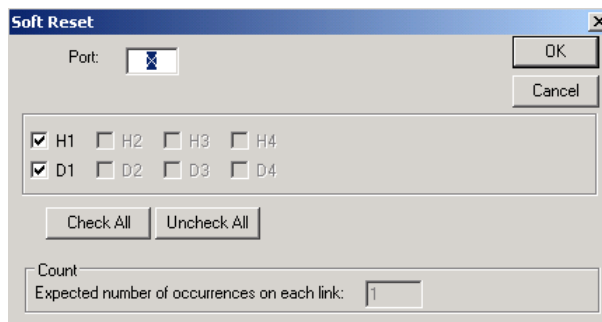 Soft Reset
Port: X
OK
Cancel
H1 H2 H3 H4
D1 D2 D3 D4
Check All Uncheck All
Count
Expected number of occurrences on each link: 1